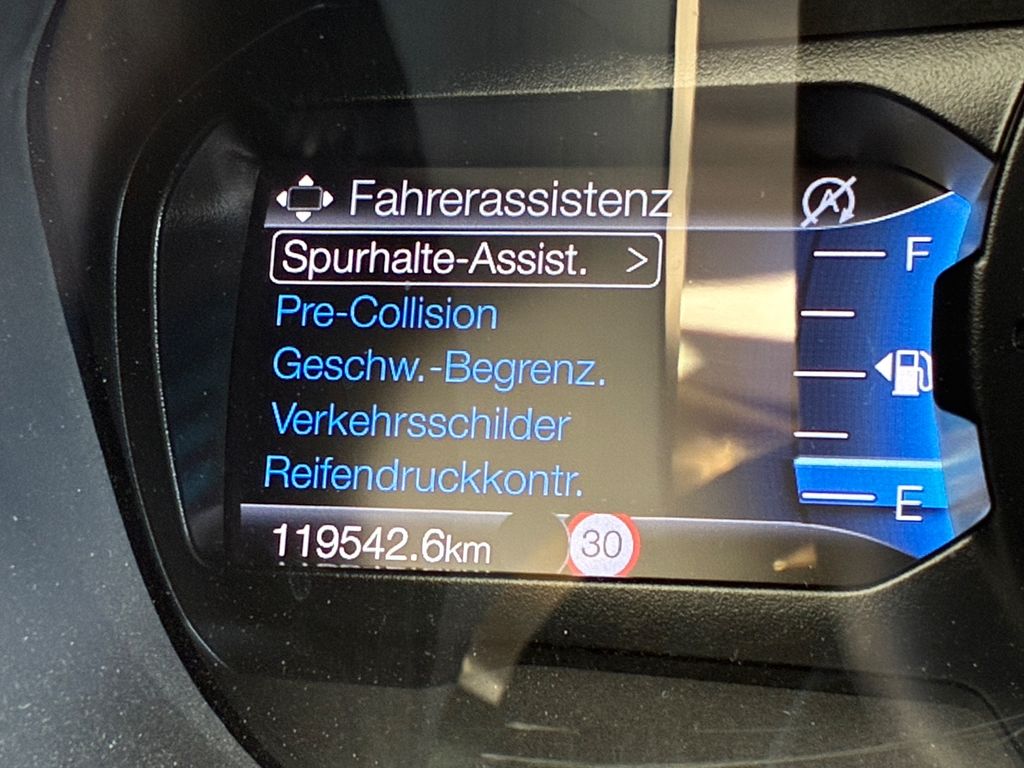 Fahrerassistenz
Spurhalte-Assist. >
Pre-Collision
Geschw.-Begrenz.
Verkehrsschilder
Reifendruckkontr.
119542.6km
30
A
F
E